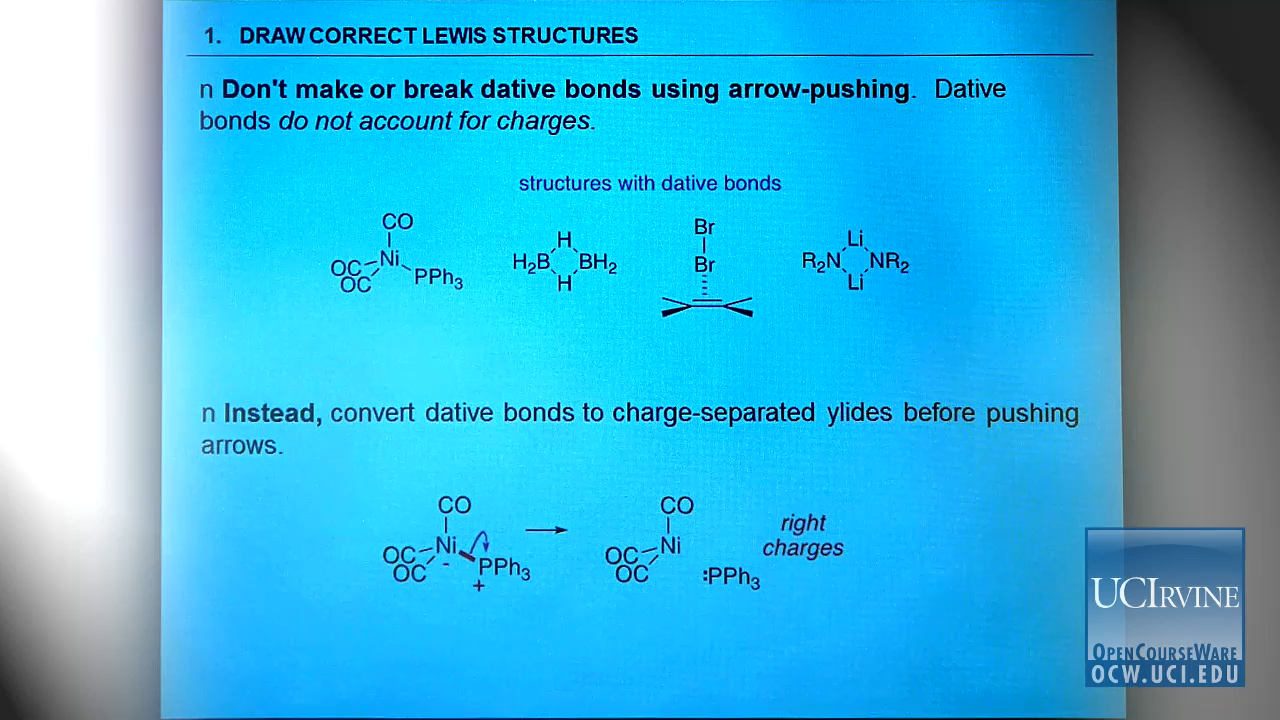 1. DRAW CORRECT LEWIS STRUCTURES
n Don't make or break dative bonds using arrow-pushing. Dative
bonds do not account for charges.
structures with dative bonds
CO
Ni
OC
OC
PPh3
H
H2B BH2
H
Br
Br
Li
R2N NR2
Li
n Instead, convert dative bonds to charge-separated ylides before pushing
arrows.
CO
Ni
OC
OC
-
PPh3
+
CO
Ni
OC
OC
:PPh3
right
charges
UCIRVINE
OPENCOURSEWARE
OCW.UCI.EDU